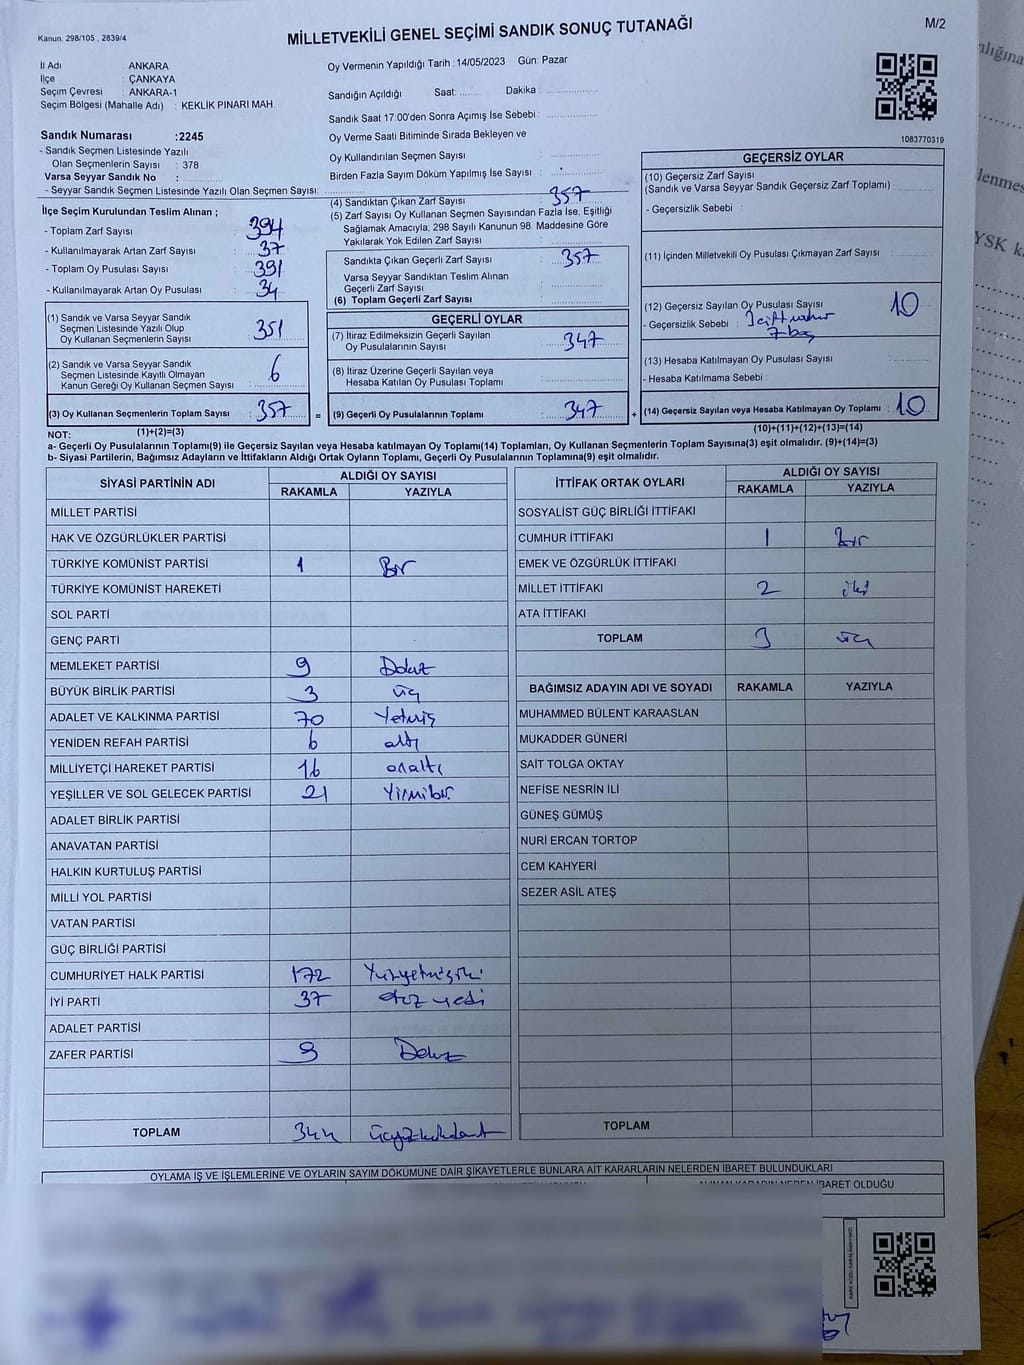 Kanun. 298/105 , 2839/4
MİLLETVEKİLİ GENEL SEÇİMİ SANDIK SONUÇ TUTANAĞI
M/2
İl Adı ANKARA
İlçe ÇANKAYA
Seçim Çevresi : ANKARA-1
Seçim Bölgesi (Mahalle Adı) : KEKLİK PINARI MAH.
Sandık Numarası :2245
- Sandık Seçmen Listesinde Yazılı
Olan Seçmenlerin Sayısı : 378
Varsa Seyyar Sandık No :
- Seyyar Sandık Seçmen Listesinde Yazılı Olan Seçmen Sayısı:
Oy Vermenin Yapıldığı Tarih :14/05/2023 Gün: Pazar
Sandığın Açıldığı Saat: Dakika :
Sandık Saat 17:00'den Sonra Açımış İse Sebebi :
Oy Verme Saati Bitiminde Sırada Bekleyen ve
Oy Kullandırılan Seçmen Sayısı :
Birden Fazla Sayım Döküm Yapılmış İse Sayısı :
1083770319
İlçe Seçim Kurulundan Teslim Alınan ;
- Toplam Zarf Sayısı : 394
- Kullanılmayarak Artan Zarf Sayısı : 37
- Toplam Oy Pusulası Sayısı : 391
- Kullanılmayarak Artan Oy Pusulası : 34
(1) Sandık ve Varsa Seyyar Sandık
Seçmen Listesinde Yazılı Olup
Oy Kullanan Seçmenlerin Sayısı : 351
(2) Sandık ve Varsa Seyyar Sandık
Seçmen Listesinde Kayıtlı Olmayan
Kanun Gereği Oy Kullanan Seçmen Sayısı : 6
(3) Oy Kullanan Seçmenlerin Toplam Sayısı : 357
(1)+(2)=(3)
(4) Sandıktan Çıkan Zarf Sayısı : 357
(5) Zarf Sayısı Oy Kullanan Seçmen Sayısından Fazla İse, Eşitliği
Sağlamak Amacıyla; 298 Sayılı Kanunun 98. Maddesine Göre
Yakılarak Yok Edilen Zarf Sayısı :
Sandıkta Çıkan Geçerli Zarf Sayısı : 357
Varsa Seyyar Sandıktan Teslim Alınan
Geçerli Zarf Sayısı :
(6) Toplam Geçerli Zarf Sayısı :
GEÇERLİ OYLAR
(7) İtiraz Edilmeksizin Geçerli Sayılan
Oy Pusulalarının Sayısı : 347
(8) İtiraz Üzerine Geçerli Sayılan veya
Hesaba Katılan Oy Pusulası Toplamı :
= (9) Geçerli Oy Pusulalarının Toplamı : 347
GEÇERSİZ OYLAR
(10) Geçersiz Zarf Sayısı
(Sandık ve Varsa Seyyar Sandık Geçersiz Zarf Toplamı) :
- Geçersizlik Sebebi :
(11) İçinden Milletvekili Oy Pusulası Çıkmayan Zarf Sayısı :
(12) Geçersiz Sayılan Oy Pusulası Sayısı : 10
- Geçersizlik Sebebi :
7 boş
(13) Hesaba Katılmayan Oy Pusulası Sayısı :
- Hesaba Katılmama Sebebi :
+ (14) Geçersiz Sayılan veya Hesaba Katılmayan Oy Toplamı : 10
(10)+(11)+(12)+(13)=(14)
NOT:
a- Geçerli Oy Pusulalarının Toplamı(9) ile Geçersiz Sayılan veya Hesaba katılmayan Oy Toplamı(14) Toplamları, Oy Kullanan Seçmenlerin Toplam Sayısına(3) eşit olmalıdır. (9)+(14)=(3)
b- Siyasi Partilerin, Bağımsız Adayların ve İttifakların Aldığı Ortak Oyların Toplamı, Geçerli Oy Pusulalarının Toplamına(9) eşit olmalıdır.
SİYASİ PARTİNİN ADI ALDIĞI OY SAYISI
RAKAMLA YAZIYLA
MİLLET PARTİSİ
HAK VE ÖZGÜRLÜKLER PARTİSİ
TÜRKİYE KOMÜNİST PARTİSİ 1 Bir
TÜRKİYE KOMÜNİST HAREKETİ
SOL PARTİ
GENÇ PARTİ
MEMLEKET PARTİSİ 9 Dokuz
BÜYÜK BİRLİK PARTİSİ 3 üç
ADALET VE KALKINMA PARTİSİ 70 Yetmiş
YENİDEN REFAH PARTİSİ 6 altı
MİLLİYETÇİ HAREKET PARTİSİ 16 onaltı
YEŞİLLER VE SOL GELECEK PARTİSİ 21 Yirmibir
ADALET BİRLİK PARTİSİ
ANAVATAN PARTİSİ
HALKIN KURTULUŞ PARTİSİ
MİLLİ YOL PARTİSİ
VATAN PARTİSİ
GÜÇ BİRLİĞİ PARTİSİ
CUMHURİYET HALK PARTİSİ 172 Yüzyetmişiki
İYİ PARTİ 37 otuz yedi
ADALET PARTİSİ
ZAFER PARTİSİ 9 Dokuz
TOPLAM 344 üçyüzkırkdört
İTTİFAK ORTAK OYLARI ALDIĞI OY SAYISI
RAKAMLA YAZIYLA
SOSYALİST GÜÇ BİRLİĞİ İTTİFAKI
CUMHUR İTTİFAKI 1 Bir
EMEK VE ÖZGÜRLÜK İTTİFAKI
MİLLET İTTİFAKI 2 iki
ATA İTTİFAKI
TOPLAM 3 üç
BAĞIMSIZ ADAYIN ADI VE SOYADI RAKAMLA YAZIYLA
MUHAMMED BÜLENT KARAASLAN
MUKADDER GÜNERİ
SAİT TOLGA OKTAY
NEFİSE NESRİN İLİ
GÜNEŞ GÜMÜŞ
NURİ ERCAN TORTOP
CEM KAHYERİ
SEZER ASİL ATEŞ
TOPLAM
OYLAMA İŞ VE İŞLEMLERİNE VE OYLARIN SAYIM DÖKÜMÜNE DAİR ŞİKAYETLERLE BUNLARA AİT KARARLARIN NELERDEN İBARET BULUNDUKLARI
ALINAN KARARIN NEDEN İBARET OLDUĞU